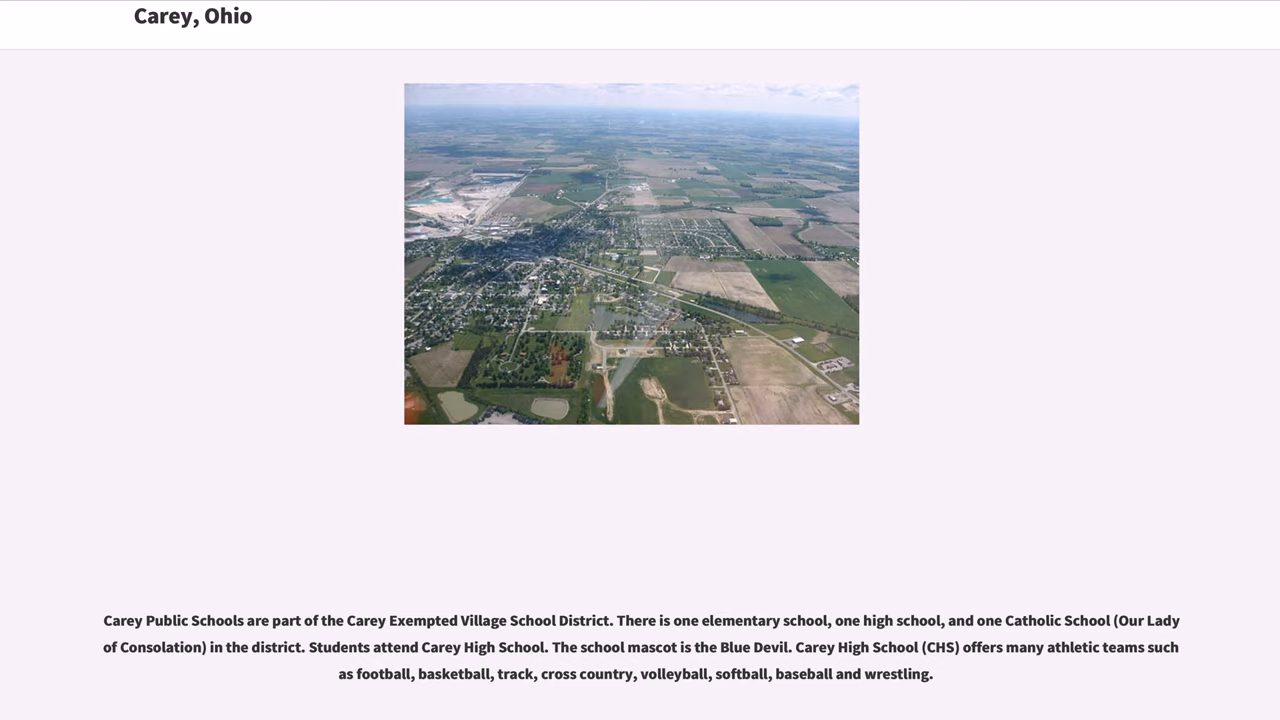 Carey, Ohio
Carey Public Schools are part of the Carey Exempted Village School District. There is one elementary school, one high school, and one Catholic School (Our Lady
of Consolation) in the district. Students attend Carey High School. The school mascot is the Blue Devil. Carey High School (CHS) offers many athletic teams such
as football, basketball, track, cross country, volleyball, softball, baseball and wrestling.